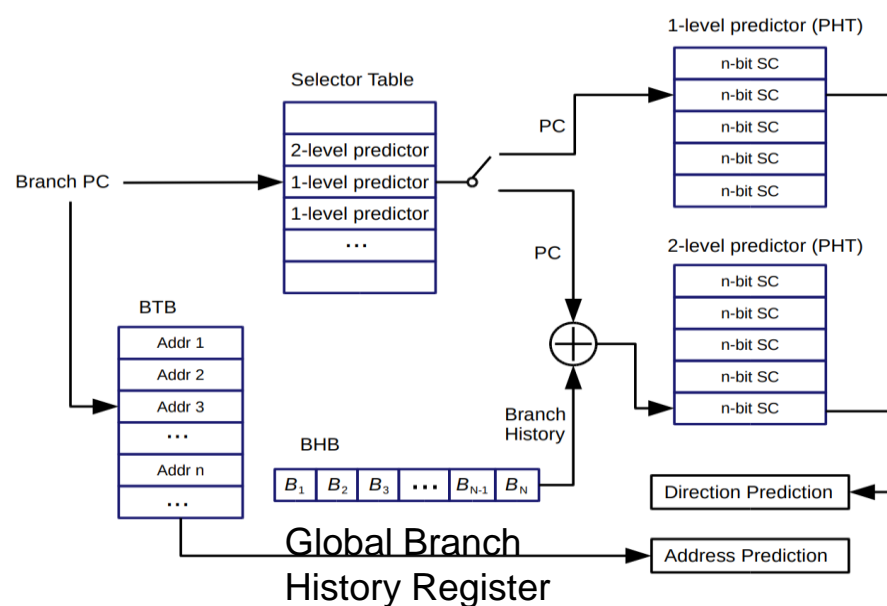 1-level predictor (PHT)
n-bit SC
n-bit SC
n-bit SC
n-bit SC
n-bit SC
Selector Table
2-level predictor
1-level predictor
1-level predictor
...
PC
Branch PC
PC
2-level predictor (PHT)
n-bit SC
n-bit SC
n-bit SC
n-bit SC
n-bit SC
BTB
Addr 1
Addr 2
Addr 3
...
Addr n
...
Branch
History
BHB
B1 B2 B3 ... BN-1 BN
Direction Prediction
Address Prediction
Global Branch
History Register